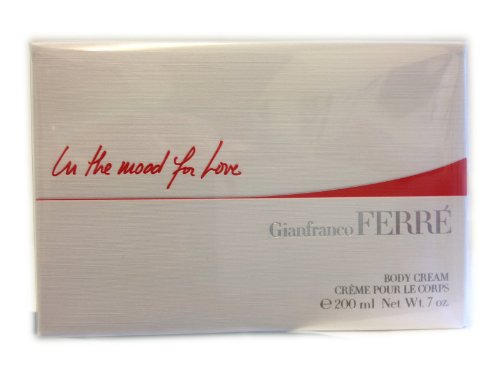 In the mood for Love
Gianfranco FERRÉ
BODY CREAM
CRÈME POUR LE CORPS
℮ 200 ml Net Wt. 7 oz.